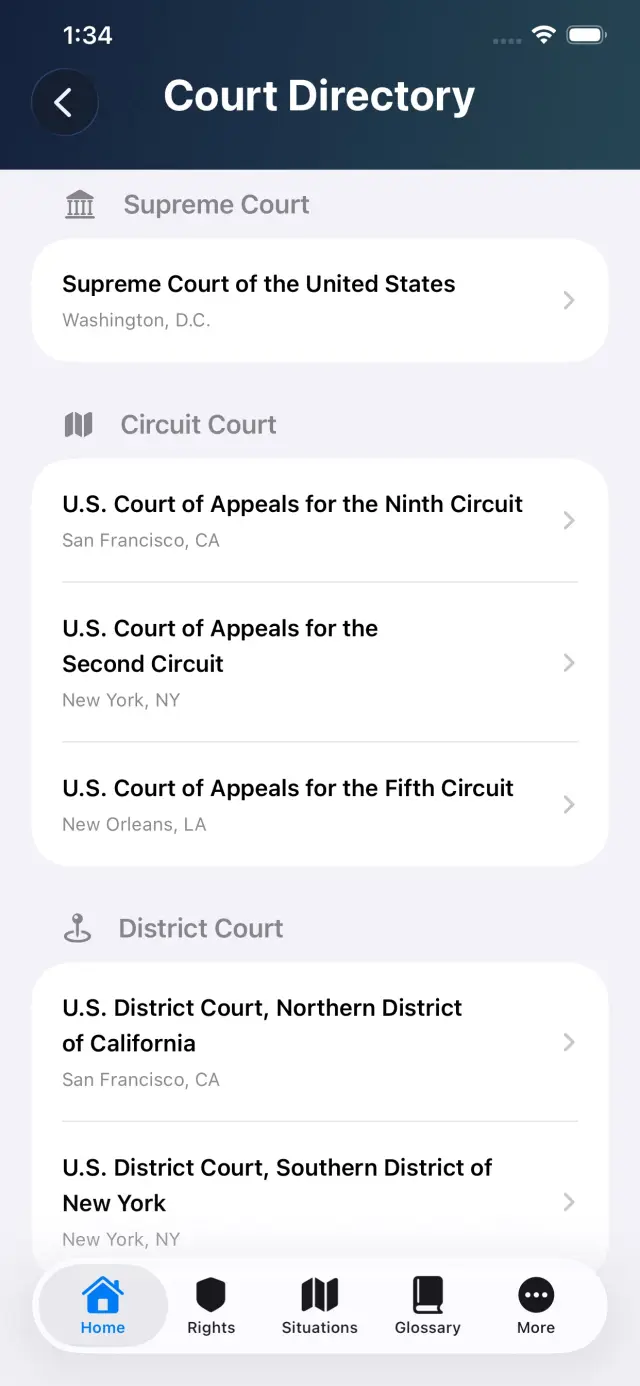 1:34
Court Directory
Supreme Court
Supreme Court of the United States
Washington, D.C.
Circuit Court
U.S. Court of Appeals for the Ninth Circuit
San Francisco, CA
U.S. Court of Appeals for the
Second Circuit
New York, NY
U.S. Court of Appeals for the Fifth Circuit
New Orleans, LA
District Court
U.S. District Court, Northern District
of California
San Francisco, CA
U.S. District Court, Southern District of
New York
New York, NY
Home
Rights
Situations
Glossary
More